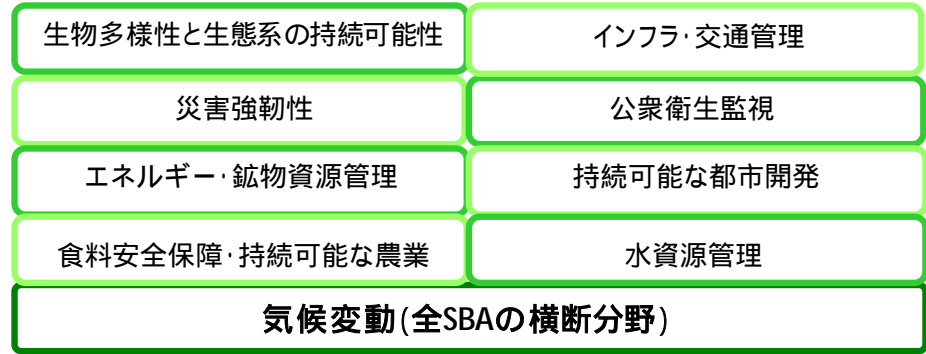 生物多様性と生態系の持続可能性
インフラ・交通管理
災害強靭性
公衆衛生監視
エネルギー・鉱物資源管理
持続可能な都市開発
食料安全保障・持続可能な農業
水資源管理
気候変動(全SBAの横断分野)